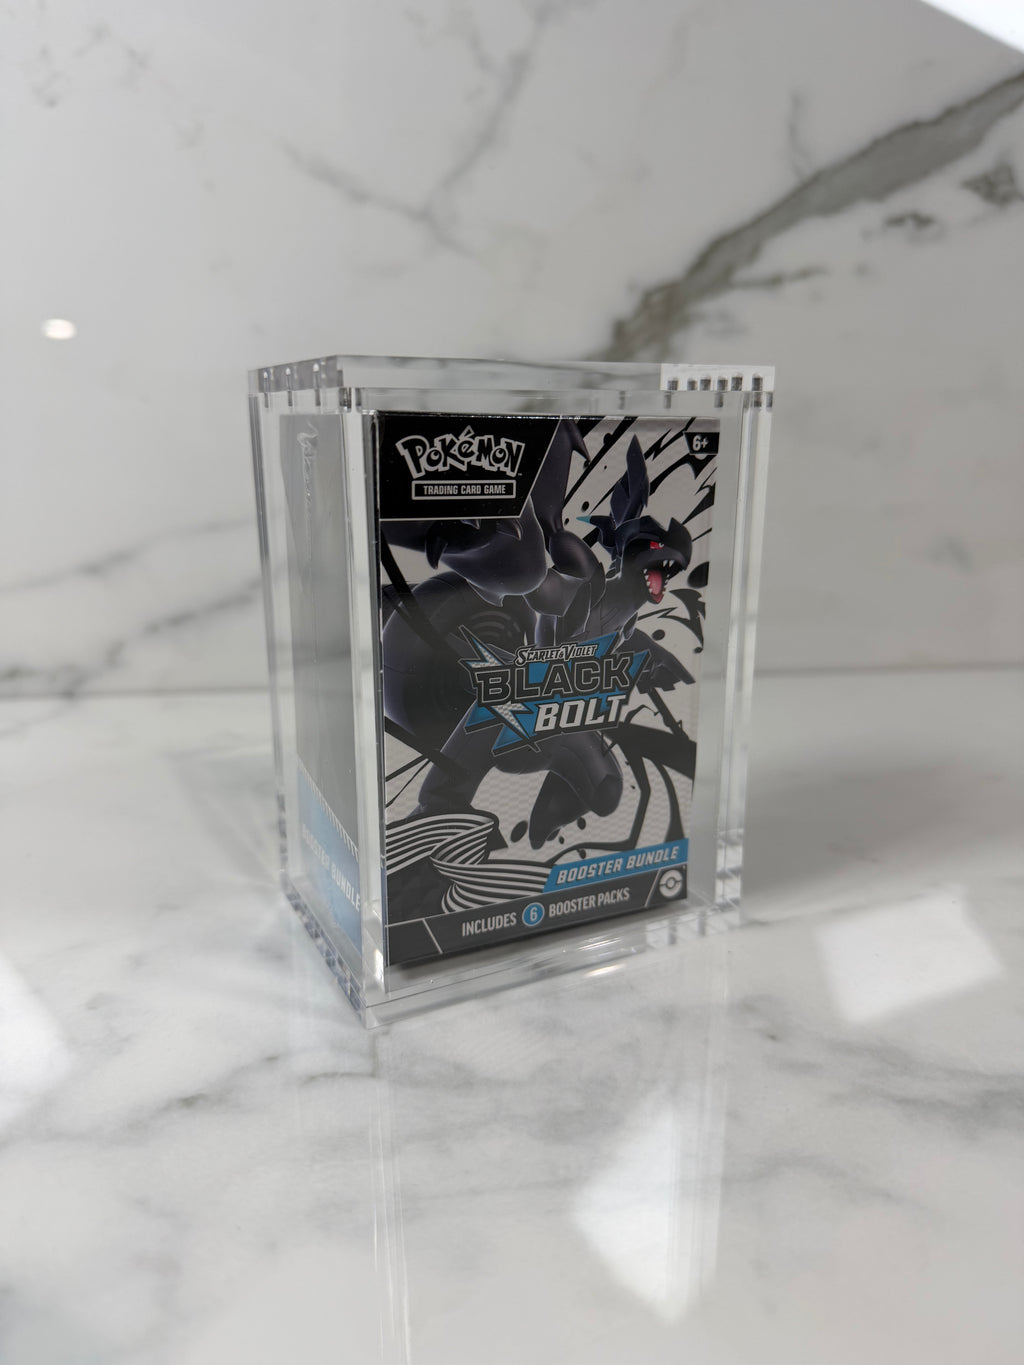 POKéMON
TRADING CARD GAME
6+
SCARLET & VIOLET
BLACK
BOLT
BOOSTER BUNDLE
INCLUDES 6 BOOSTER PACKS
BOOSTER BUNDLE